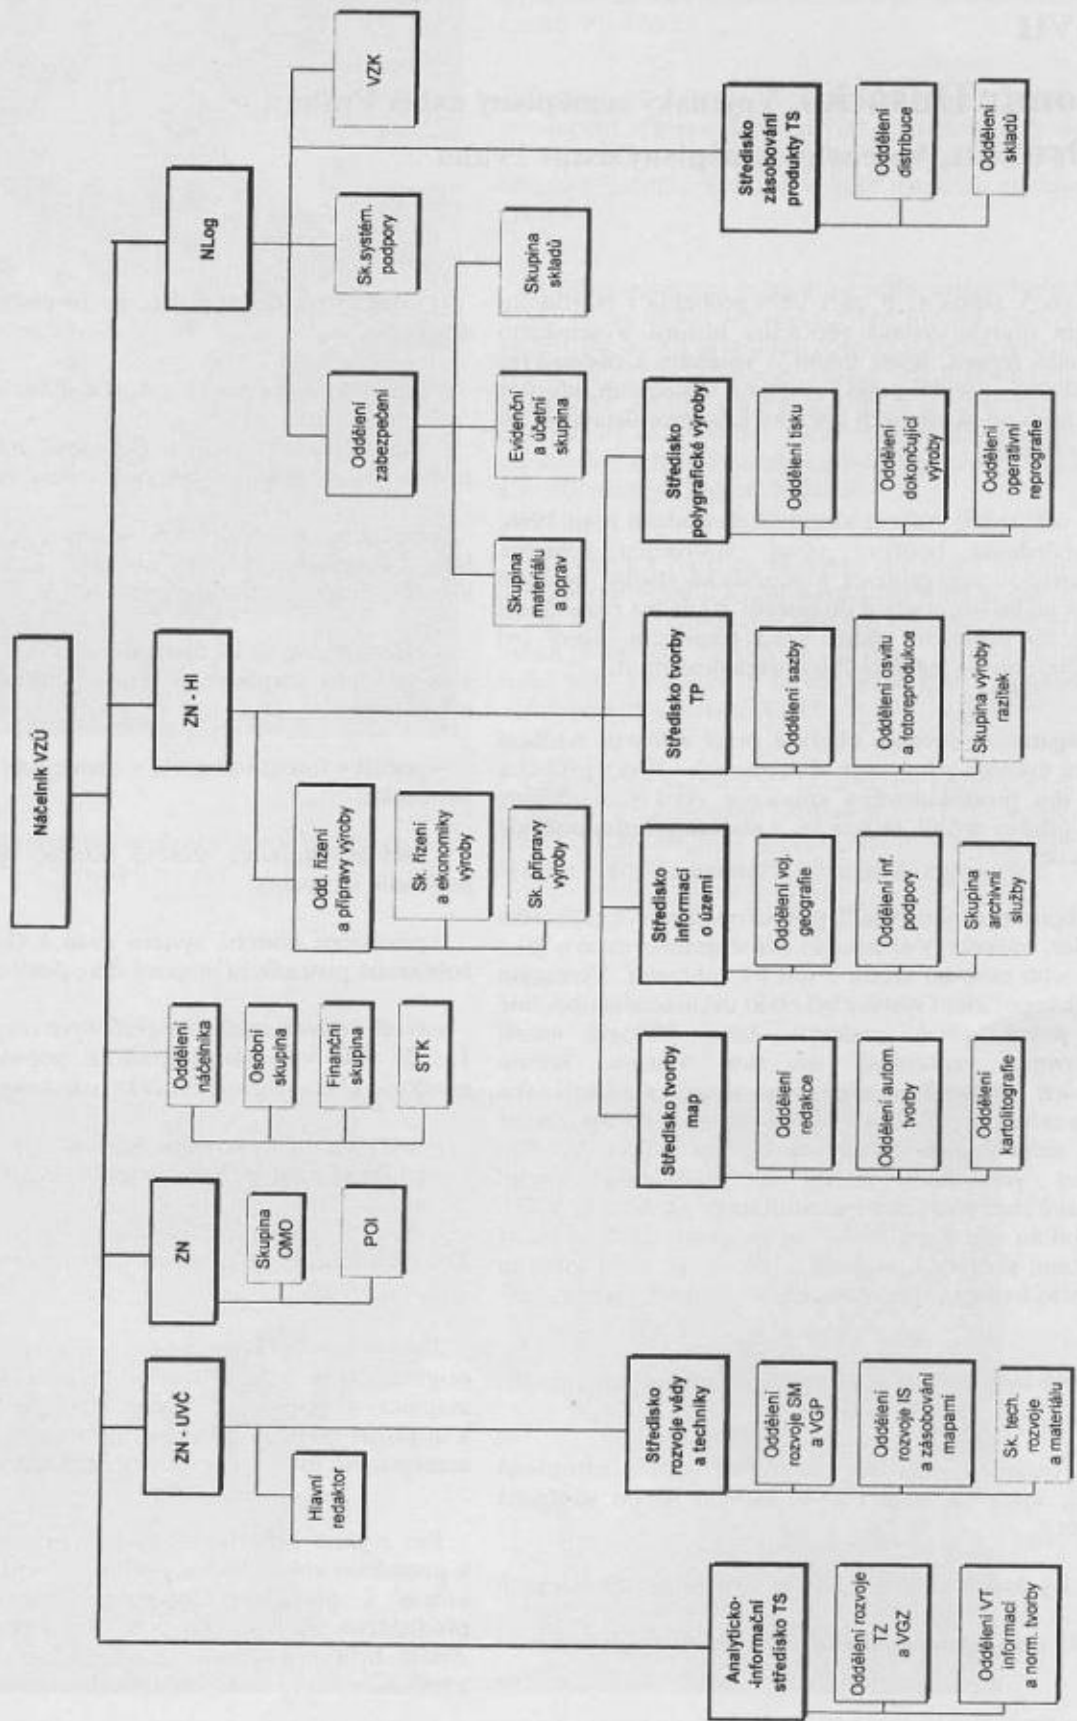 Náčelník VZÚ
ZN - UVČ
ZN
ZN - HI
NLog
Hlavní
redaktor
Skupina
OMO
POI
Oddělení
náčelníka
Osobní
skupina
Finanční
skupina
STK
Odd. řízení
a přípravy výroby
Sk. řízení
a ekonomiky
výroby
Sk. přípravy
výroby
Oddělení
zabezpečení
Sk.systém.
podpory
VZK
Skupina
materiálu
a oprav
Evidenční
a účetní
skupina
Skupina
skladů
Analyticko-
-informační
středisko TS
Oddělení rozvoje
TZ
a VGZ
Oddělení VT
informací
a norm. tvorby
Středisko
rozvoje vědy
a techniky
Oddělení
rozvoje SM
a VGP
Oddělení
rozvoje IS
a zásobování
mapami
Sk. tech.
rozvoje
a materiálu
Středisko tvorby
map
Oddělení
redakce
Oddělení autom.
tvorby
Oddělení
kartolitografie
Středisko
informací
o území
Oddělení voj.
geografie
Oddělení inf.
podpory
Skupina
archivní
služby
Středisko tvorby
TP
Oddělení sazby
Oddělení osvitu
a fotoreprodukce
Skupina výroby
razítek
Středisko
polygrafické výroby
Oddělení tisku
Oddělení
dokončující
výroby
Oddělení
operativní
reprografie
Středisko
zásobování
produkty TS
Oddělení
distribuce
Oddělení
skladů